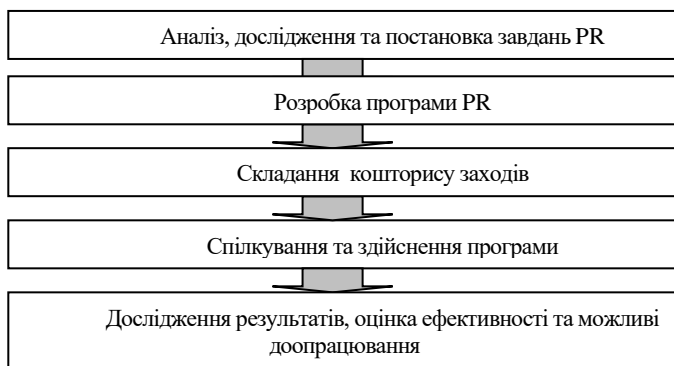 Аналіз, дослідження та постановка завдань PR
Розробка програми PR
Складання кошторису заходів
Спілкування та здійснення програми
Дослідження результатів, оцінка ефективності та можливі
доопрацювання